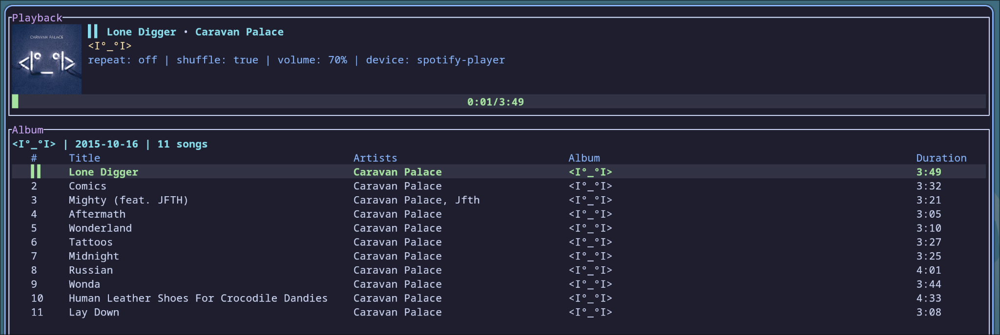 Playback
CARAVAN PALACE
<|°_°|>
Lone Digger • Caravan Palace
<I°_°I>
repeat: off | shuffle: true | volume: 70% | device: spotify-player
0:01/3:49
Album
<I°_°I> | 2015-10-16 | 11 songs
# Title Artists Album Duration
Lone Digger Caravan Palace <I°_°I> 3:49
2 Comics Caravan Palace <I°_°I> 3:32
3 Mighty (feat. JFTH) Caravan Palace, Jfth <I°_°I> 3:21
4 Aftermath Caravan Palace <I°_°I> 3:05
5 Wonderland Caravan Palace <I°_°I> 3:10
6 Tattoos Caravan Palace <I°_°I> 3:27
7 Midnight Caravan Palace <I°_°I> 3:25
8 Russian Caravan Palace <I°_°I> 4:01
9 Wonda Caravan Palace <I°_°I> 3:44
10 Human Leather Shoes For Crocodile Dandies Caravan Palace <I°_°I> 4:33
11 Lay Down Caravan Palace <I°_°I> 3:08